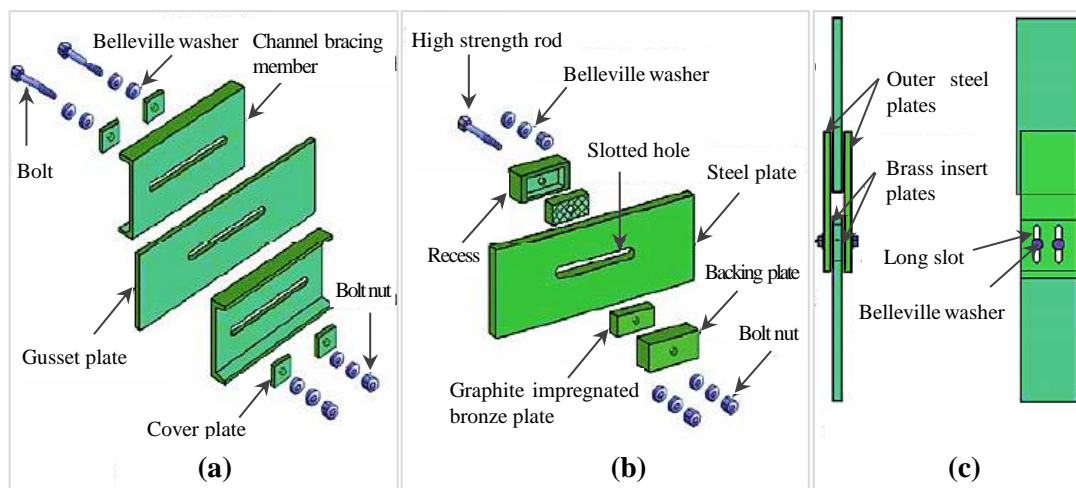 Belleville washer
Channel bracing
member
Bolt
Gusset plate
Bolt nut
Cover plate
(a)
High strength rod
Belleville washer
Slotted hole
Steel plate
Recess
Backing plate
Bolt nut
Graphite impregnated
bronze plate
(b)
Outer steel
plates
Brass insert
plates
Long slot
Belleville washer
(c)